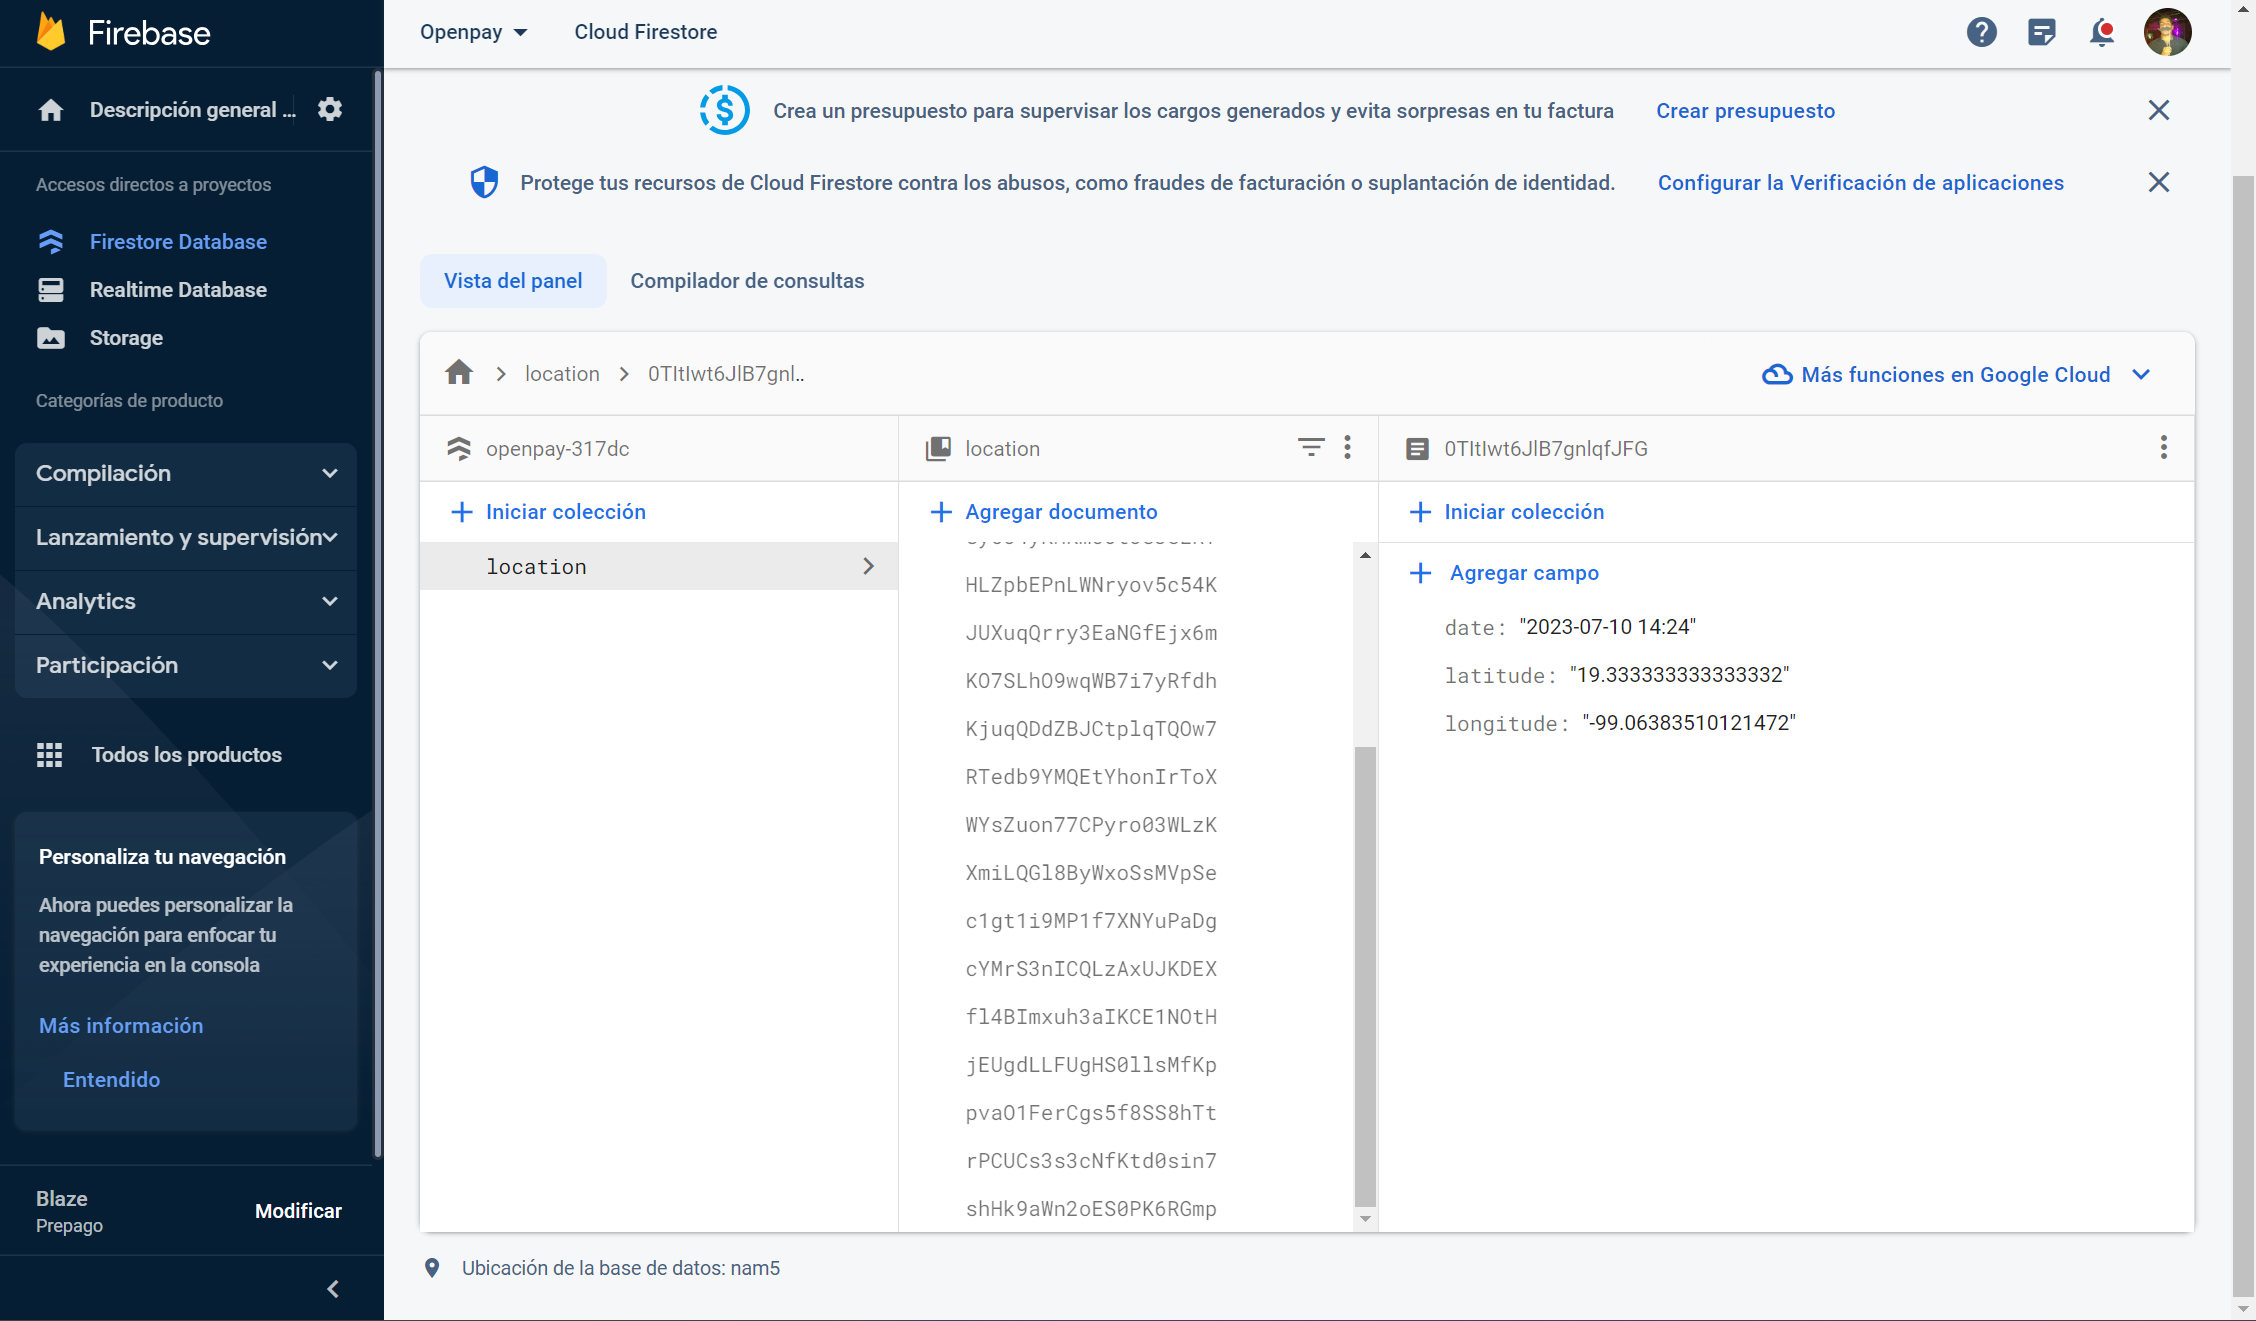 Firebase
Descripción general ...
Accesos directos a proyectos
Firestore Database
Realtime Database
Storage
Categorías de producto
Compilación
Lanzamiento y supervisión
Analytics
Participación
Todos los productos
Personaliza tu navegación
Ahora puedes personalizar la
navegación para enfocar tu
experiencia en la consola
Más información
Entendido
Blaze
Prepago
Modificar
Openpay
Cloud Firestore
Crea un presupuesto para supervisar los cargos generados y evita sorpresas en tu factura
Crear presupuesto
Protege tus recursos de Cloud Firestore contra los abusos, como fraudes de facturación o suplantación de identidad.
Configurar la Verificación de aplicaciones
Vista del panel
Compilador de consultas
location
0TItIwt6JlB7gnl..
Más funciones en Google Cloud
openpay-317dc
Iniciar colección
location
location
Agregar documento
HLZpbEPnLWNryov5c54K
JUXuqQrry3EaNGfEjx6m
KO7SLhO9wqWB7i7yRfdh
KjuqQDdZBJCtplqTQOw7
RTedb9YMQEtYhonIrToX
WYsZuon77CPyro03WLzK
XmiLQGl8ByWxoSsMVpSe
c1gt1i9MP1f7XNYuPaDg
cYMrS3nICQLzAxUJKDEX
fl4BImxuh3aIKCE1NOtH
jEUgdLLFUgHS0llsMfKp
pvaO1FerCgs5f8SS8hTt
rPCUCs3s3cNfKtd0sin7
shHk9aWn2oES0PK6RGmp
0TItIwt6JlB7gnlqfJFG
Iniciar colección
Agregar campo
date: "2023-07-10 14:24"
latitude: "19.333333333333332"
longitude: "-99.06383510121472"
Ubicación de la base de datos: nam5